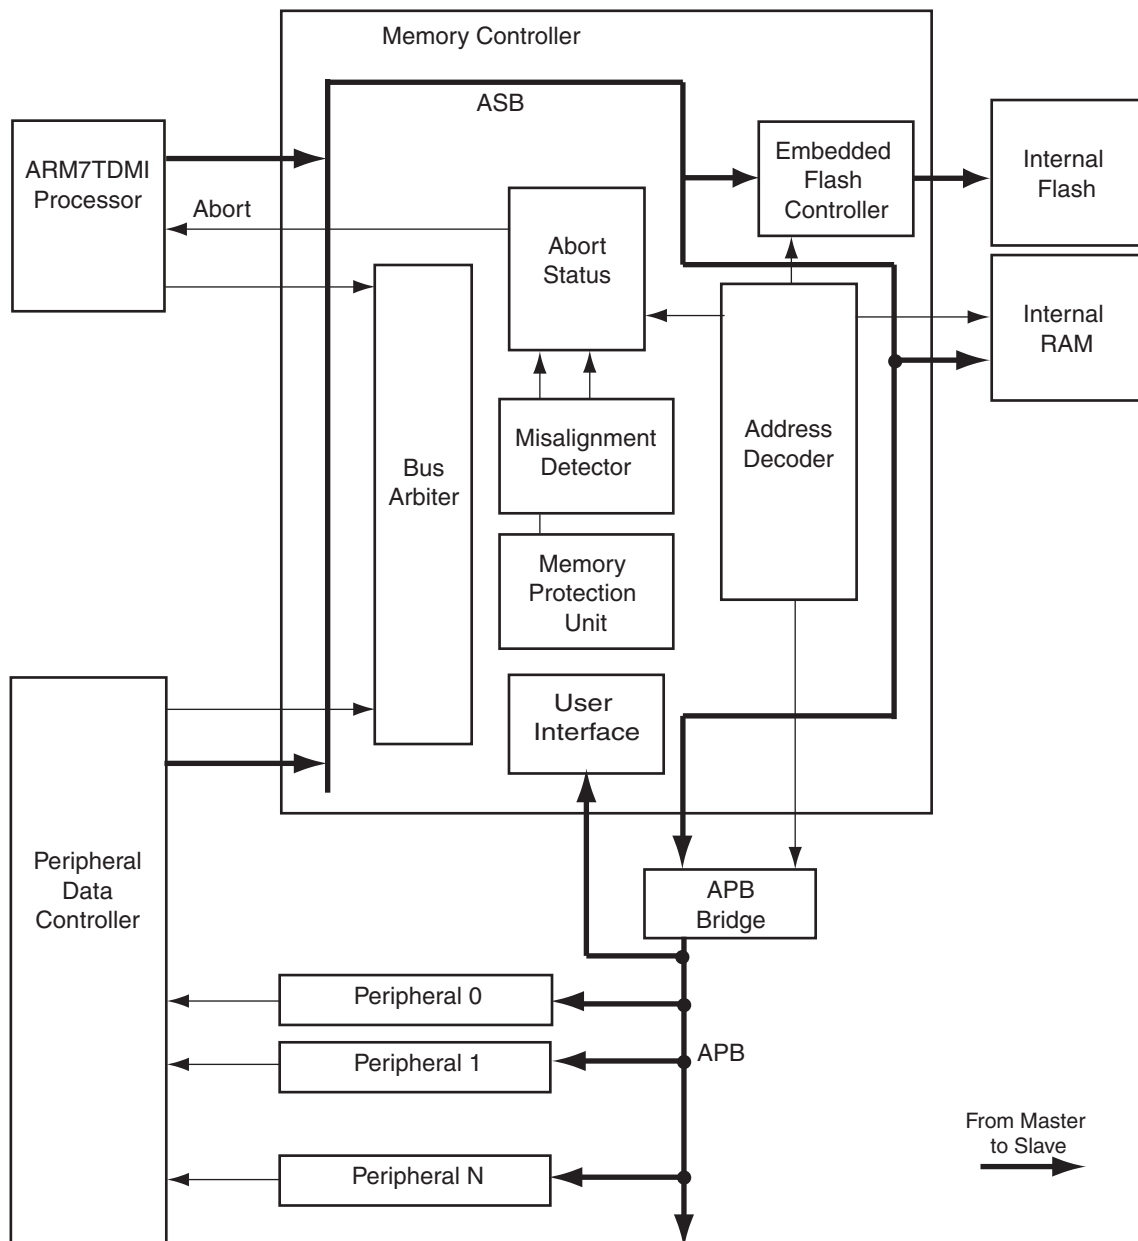 Memory Controller
ASB
ARM7TDMI
Processor
Abort
Embedded
Flash
Controller
Internal
Flash
Abort
Status
Internal
RAM
Misalignment
Detector
Address
Decoder
Bus
Arbiter
Memory
Protection
Unit
User
Interface
Peripheral
Data
Controller
APB
Bridge
Peripheral 0
Peripheral 1
APB
Peripheral N
From Master
to Slave